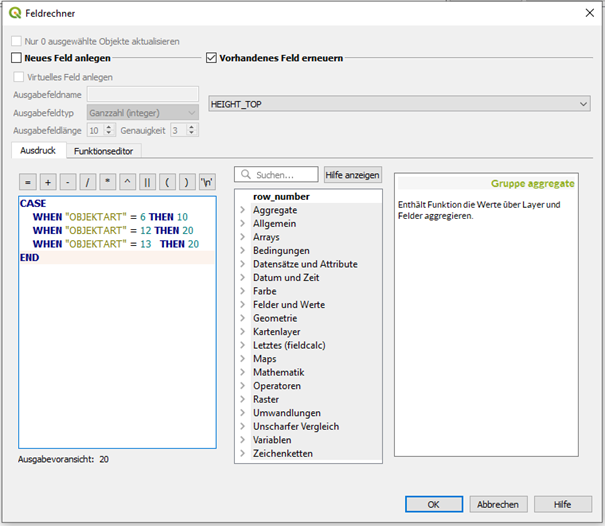 Feldrechner
Nur 0 ausgewählte Objekte aktualisieren
Neues Feld anlegen
Vorhandenes Feld erneuern
Virtuelles Feld anlegen
Ausgabefeldname
Ausgabefeldtyp Ganzzahl (integer)
HEIGHT_TOP
Ausgabefeldlänge 10 Genauigkeit 3
Ausdruck Funktionseditor
= + - / * ^ || ( ) '\n'
CASE
WHEN "OBJEKTART" = 6 THEN 10
WHEN "OBJEKTART" = 12 THEN 20
WHEN "OBJEKTART" = 13 THEN 20
END
Ausgabevoransicht: 20
Suchen... Hilfe anzeigen
row_number
Aggregate
Allgemein
Arrays
Bedingungen
Datensätze und Attribute
Datum und Zeit
Farbe
Felder und Werte
Geometrie
Kartenlayer
Letztes (fieldcalc)
Maps
Mathematik
Operatoren
Raster
Umwandlungen
Unscharfer Vergleich
Variablen
Zeichenketten
Gruppe aggregate
Enthält Funktion die Werte über Layer und
Felder aggregieren.
OK Abbrechen Hilfe